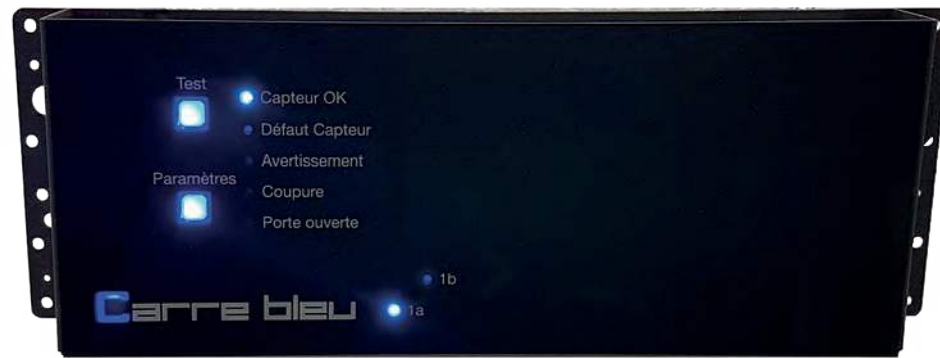 Test
Capteur OK
Défaut Capteur
Avertissement
Paramètres
Coupure
Porte ouverte
1b
Carre bleu
1a